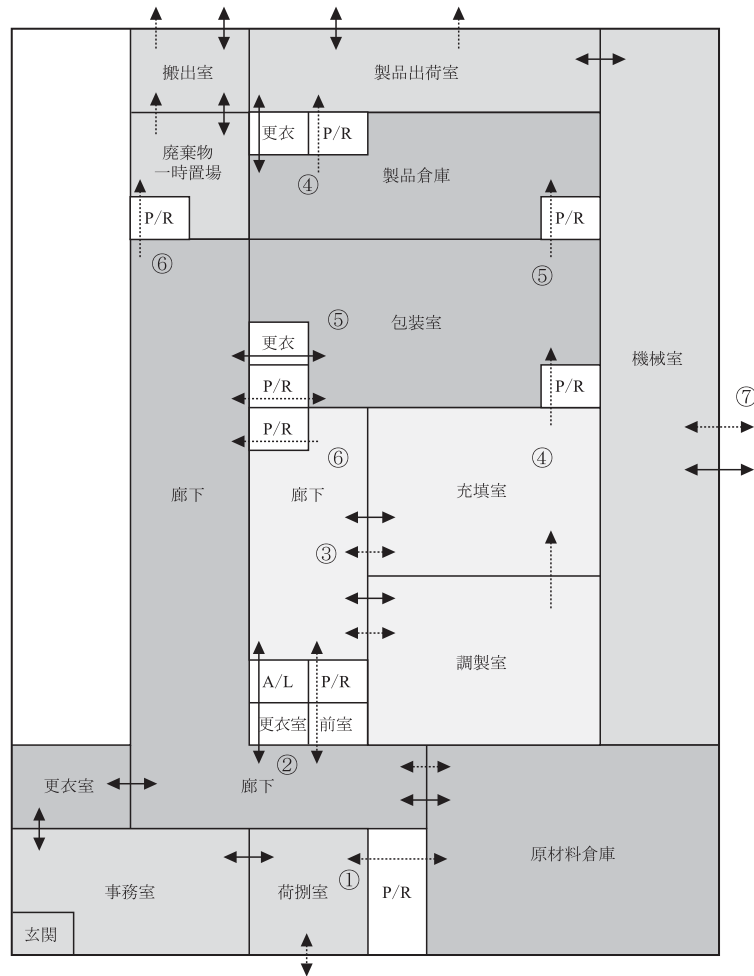 搬出室
製品出荷室
更衣
P/R
廃棄物
一時置場
④
製品倉庫
P/R
P/R
⑥
⑤
⑤
包装室
更衣
機械室
P/R
P/R
⑦
P/R
⑥
④
廊下
廊下
充填室
③
調製室
A/L
P/R
更衣室
前室
②
更衣室
廊下
原材料倉庫
①
事務室
荷捌室
P/R
玄関